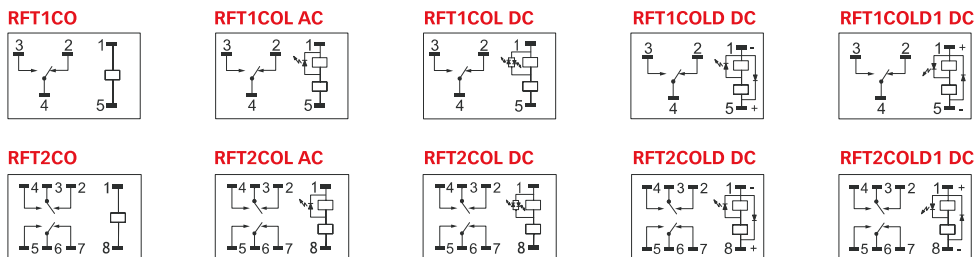 RFT1CO RFT1COL AC RFT1COL DC RFT1COLD DC RFT1COLD1 DC
3 2 1 3 2 1 3 2 1 3 2 1 - 3 2 1 +
4 5 4 5 4 5 4 5 + 4 5 -
RFT2CO RFT2COL AC RFT2COL DC RFT2COLD DC RFT2COLD1 DC
4 3 2 1 4 3 2 1 4 3 2 1 4 3 2 1 - 4 3 2 1 +
5 6 7 8 5 6 7 8 5 6 7 8 5 6 7 8 + 5 6 7 8 -